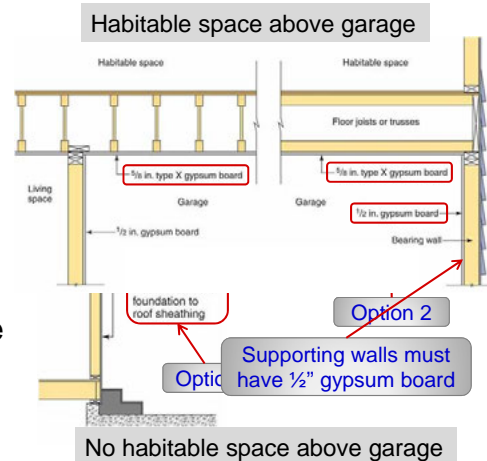 Habitable space above garage
Habitable space
Habitable space
Floor joists or trusses
5/8 in. type X gypsum board
5/8 in. type X gypsum board
Living
space
Garage
Garage
1/2 in. gypsum board
1/2 in. gypsum board
Bearing wall
foundation to
roof sheathing
e
Option 2
Optio
Supporting walls must
have ½” gypsum board
No habitable space above garage